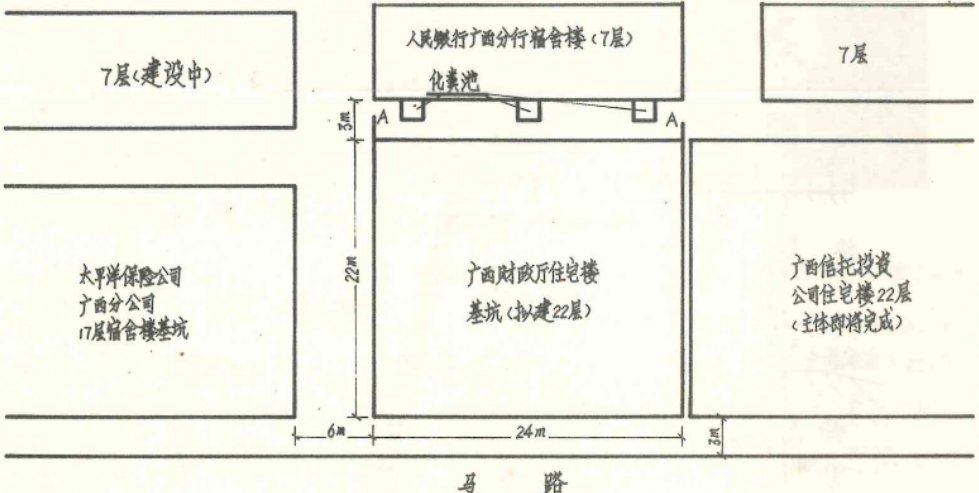 人民银行广西分行宿舍楼(7层)
7层(建设中)
7层
化粪池
A
A
3m
22m
太平洋保险公司
广西分公司
17层宿舍楼基坑
广西财政厅住宅楼
基坑(拟建22层)
广西信托投资
公司住宅楼22层
(主体即将完成)
6m
24m
3m
马路